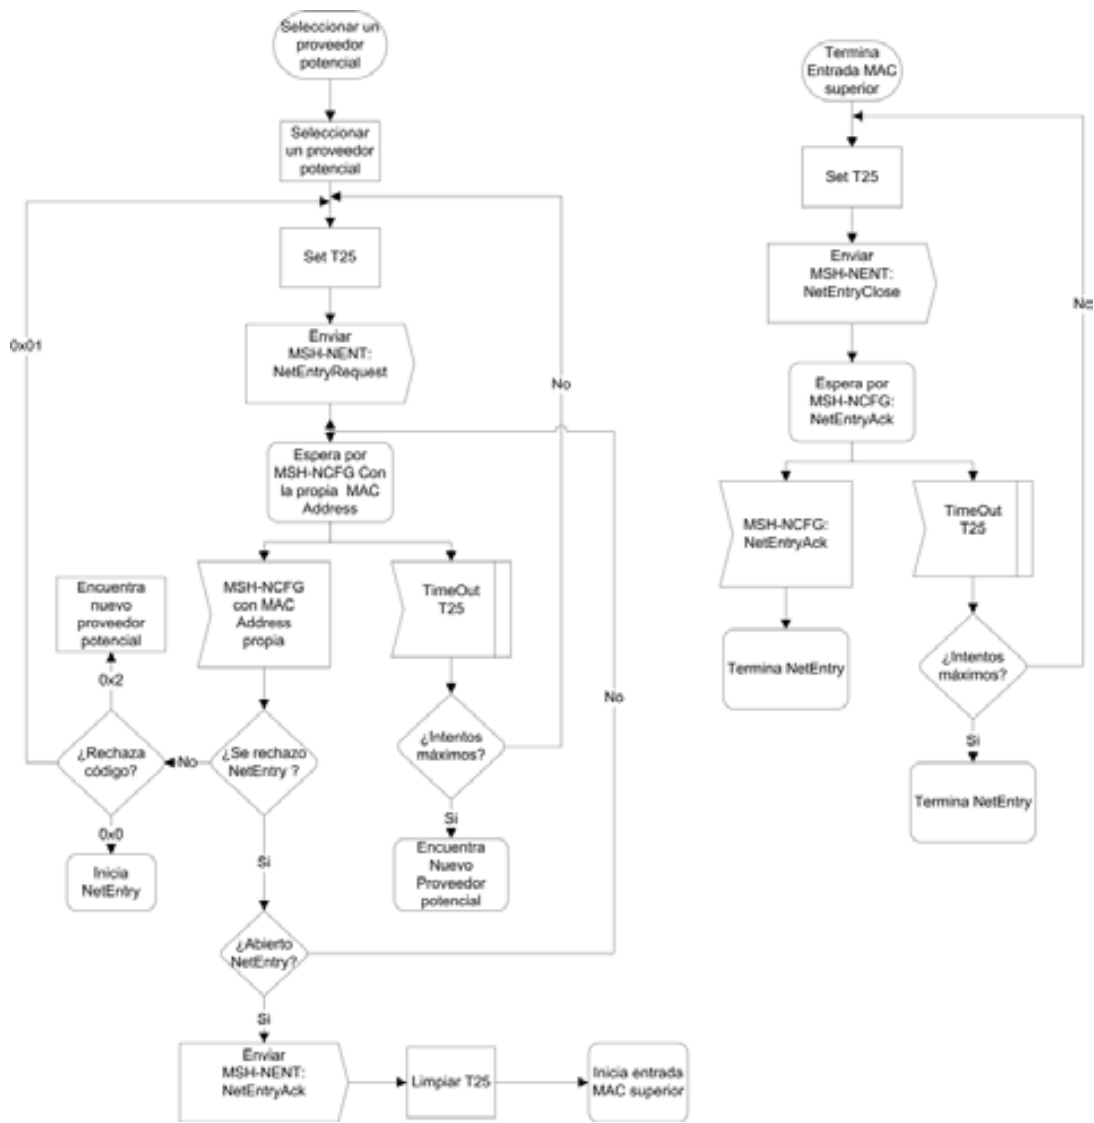 Seleccionar un
proveedor
potencial
Seleccionar
un proveedor
potencial
Set T25
Enviar
MSH-NENT:
NetEntryRequest
0x01
No
Espera por
MSH-NCFG Con
la propia MAC
Address
MSH-NCFG
con MAC
Address
propia
TimeOut
T25
Encuentra
nuevo
proveedor
potencial
0x2
¿Rechaza
código?
No
¿Se rechazo
NetEntry ?
¿Intentos
máximos?
No
0x0
Inicia
NetEntry
Si
Si
Encuentra
Nuevo
Proveedor
potencial
¿Abierto
NetEntry?
Si
Enviar
MSH-NENT:
NetEntryAck
Limpiar T25
Inicia entrada
MAC superior
Termina
Entrada MAC
superior
Set T25
Enviar
MSH-NENT:
NetEntryClose
No
Espera por
MSH-NCFG:
NetEntryAck
MSH-NCFG:
NetEntryAck
TimeOut
T25
Termina NetEntry
¿Intentos
máximos?
Si
Termina NetEntry